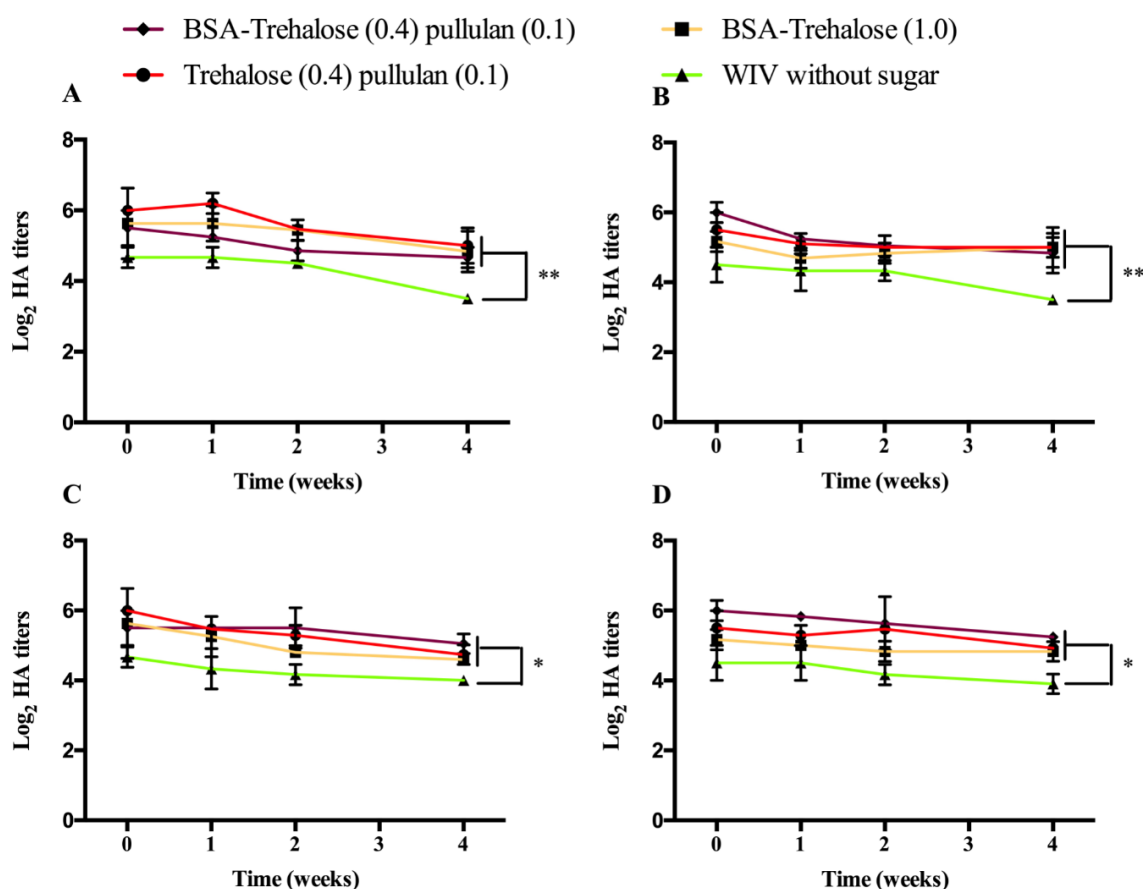 BSA-Trehalose (0.4) pullulan (0.1)
BSA-Trehalose (1.0)
Trehalose (0.4) pullulan (0.1)
WIV without sugar
A
8
6
4
2
0
Log2 HA titers
**
0 1 2 3 4
Time (weeks)
B
8
6
4
2
0
Log2 HA titers
**
0 1 2 3 4
Time (weeks)
C
8
6
4
2
0
Log2 HA titers
*
0 1 2 3 4
Time (weeks)
D
8
6
4
2
0
Log2 HA titers
*
0 1 2 3 4
Time (weeks)